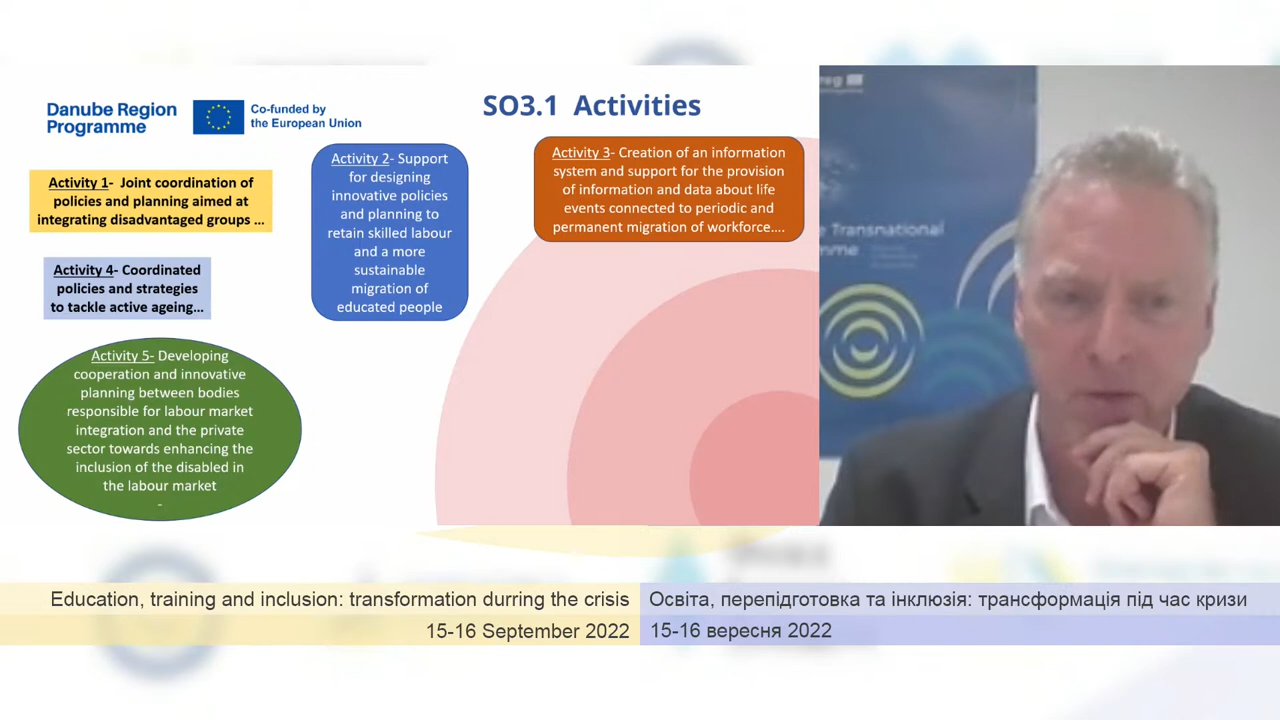 Danube Region
Programme
Co-funded by
the European Union
SO3.1 Activities
Activity 1- Joint coordination of
policies and planning aimed at
integrating disadvantaged groups ...
Activity 2- Support
for designing
innovative policies
and planning to
retain skilled labour
and a more
sustainable
migration of
educated people
Activity 3- Creation of an information
system and support for the provision
of information and data about life
events connected to periodic and
permanent migration of workforce....
Activity 4- Coordinated
policies and strategies
to tackle active ageing...
Activity 5- Developing
cooperation and innovative
planning between bodies
responsible for labour market
integration and the private
sector towards enhancing the
inclusion of the disabled in
the labour market
-
Transnational
Education, training and inclusion: transformation durring the crisis
15-16 September 2022
Освіта, перепідготовка та інклюзія: трансформація під час кризи
15-16 вересня 2022